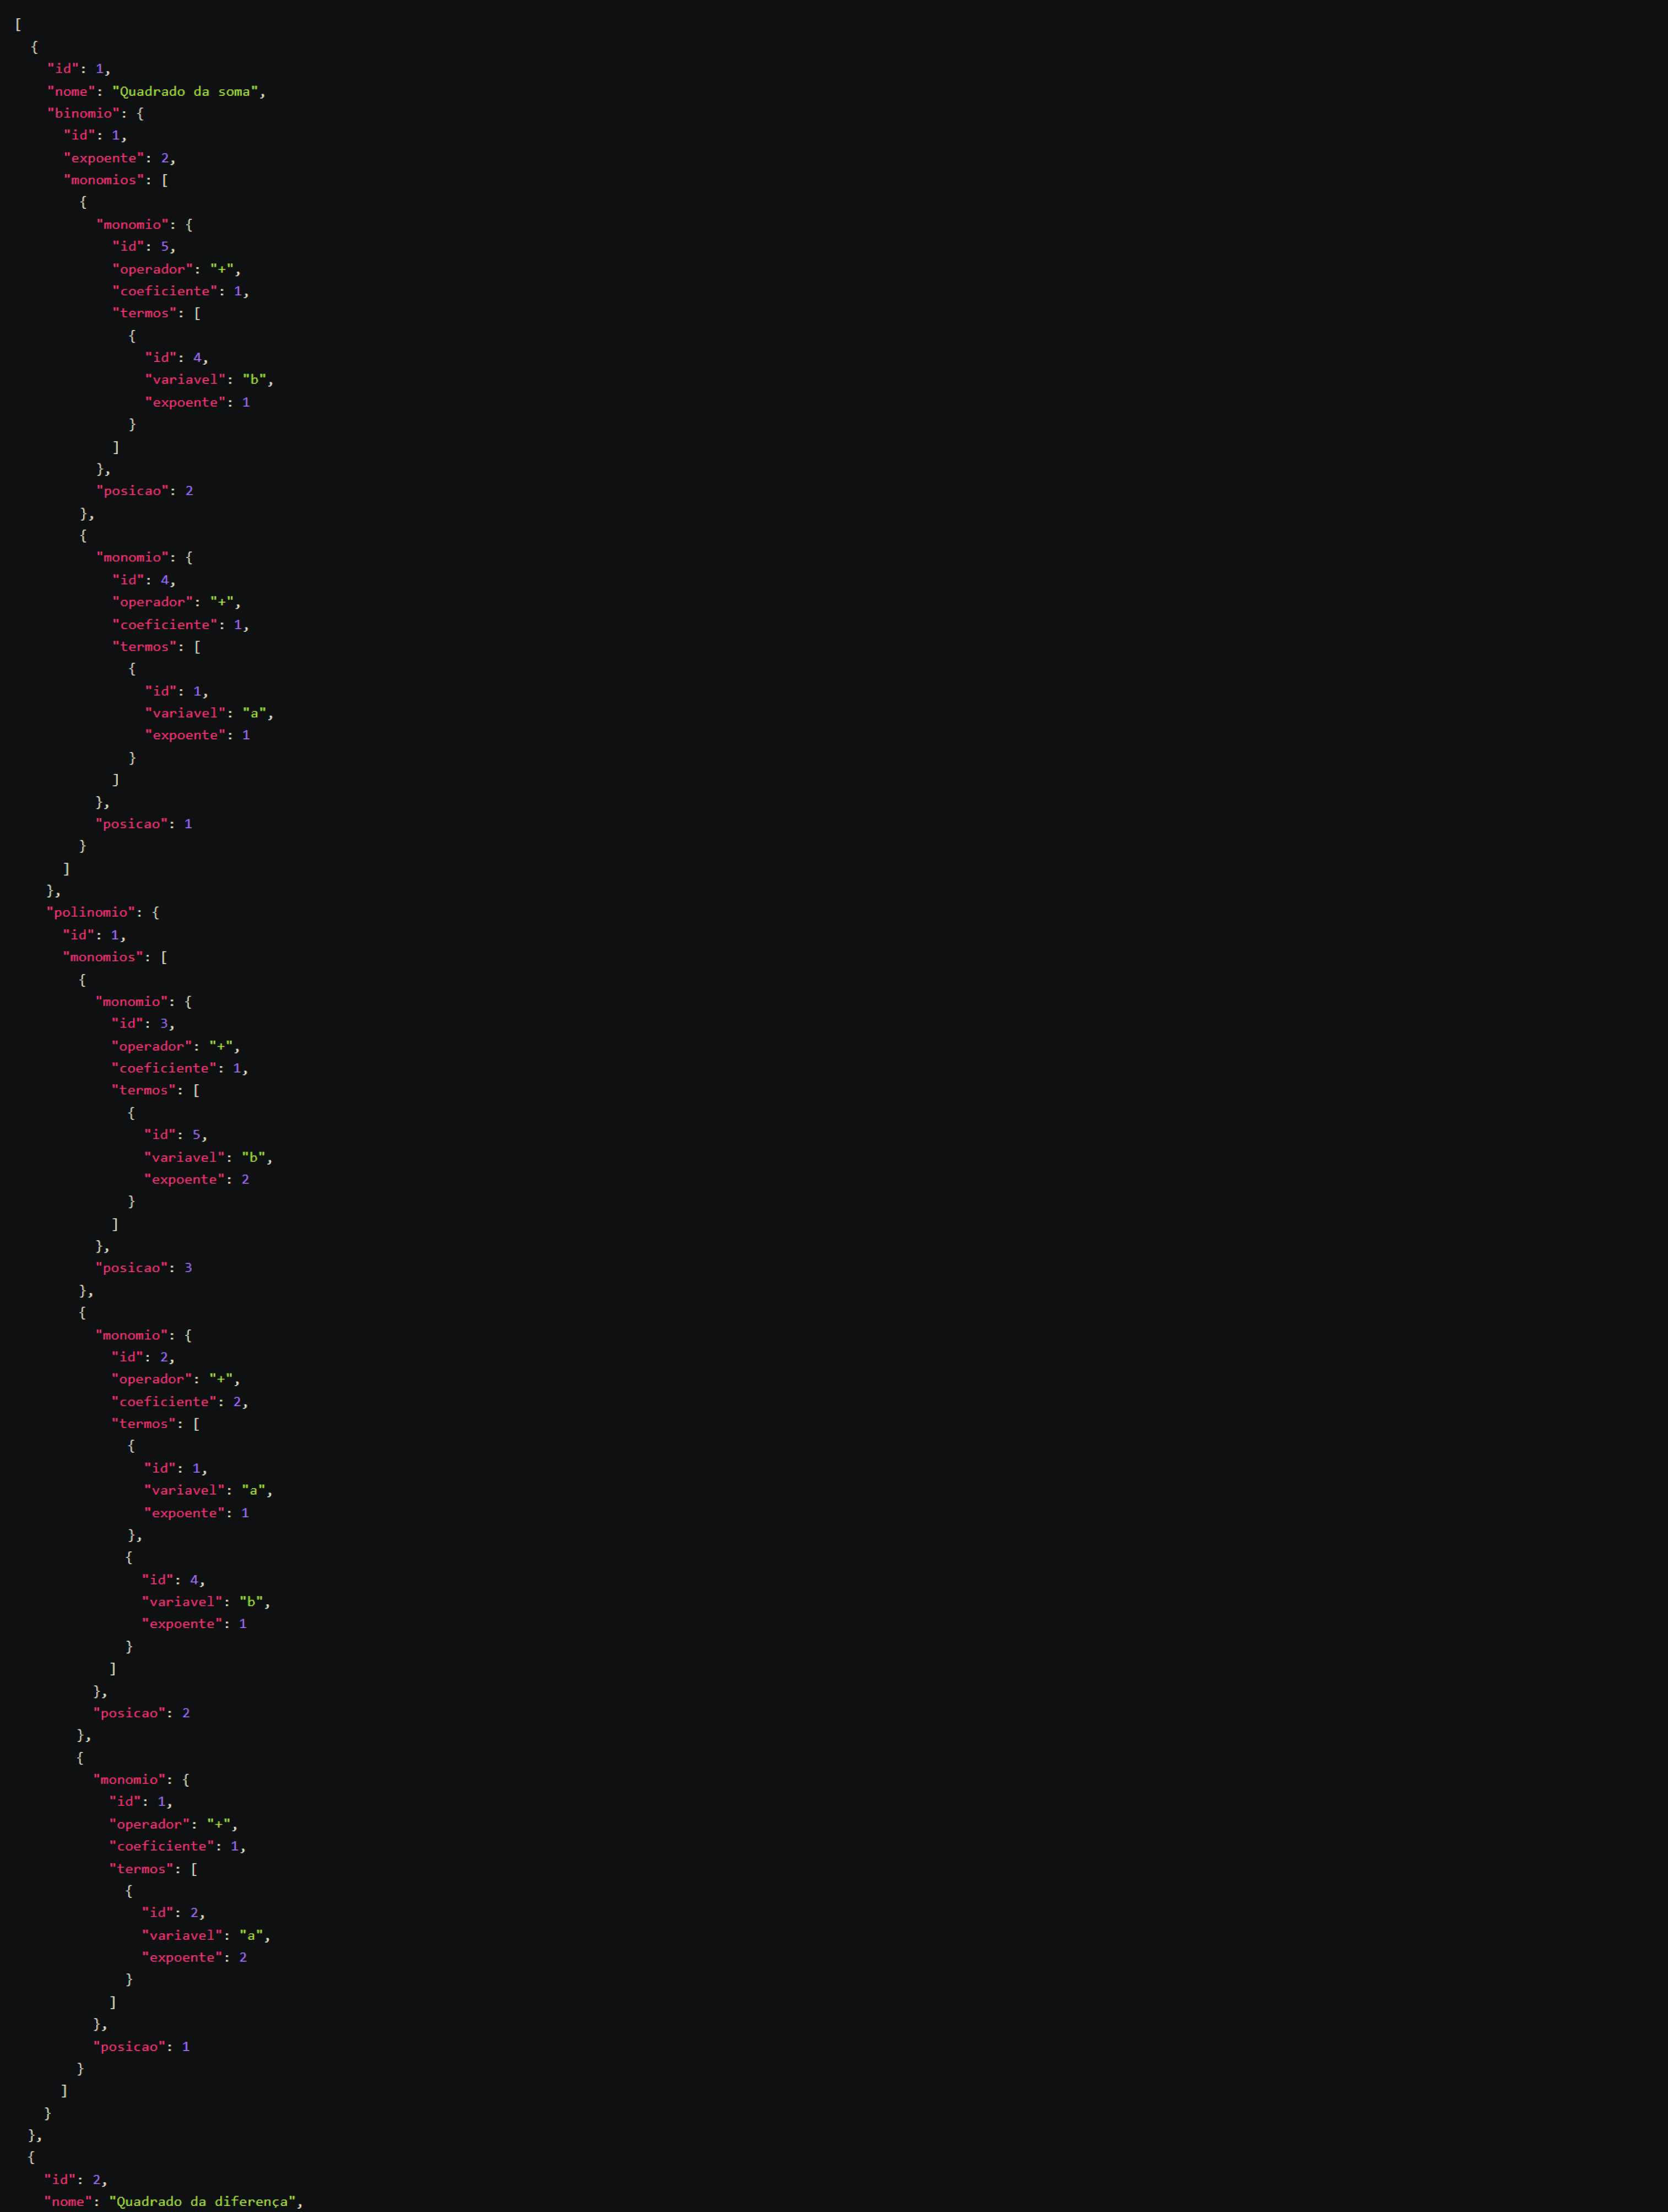 [
  {
    "id": 1,
    "nome": "Quadrado da soma",
    "binomio": {
      "id": 1,
      "expoente": 2,
      "monomios": [
        {
          "monomio": {
            "id": 5,
            "operador": "+",
            "coeficiente": 1,
            "termos": [
              {
                "id": 4,
                "variavel": "b",
                "expoente": 1
              }
            ]
          },
          "posicao": 2
        },
        {
          "monomio": {
            "id": 4,
            "operador": "+",
            "coeficiente": 1,
            "termos": [
              {
                "id": 1,
                "variavel": "a",
                "expoente": 1
              }
            ]
          },
          "posicao": 1
        }
      ]
    },
    "polinomio": {
      "id": 1,
      "monomios": [
        {
          "monomio": {
            "id": 3,
            "operador": "+",
            "coeficiente": 1,
            "termos": [
              {
                "id": 5,
                "variavel": "b",
                "expoente": 2
              }
            ]
          },
          "posicao": 3
        },
        {
          "monomio": {
            "id": 2,
            "operador": "+",
            "coeficiente": 2,
            "termos": [
              {
                "id": 1,
                "variavel": "a",
                "expoente": 1
              },
              {
                "id": 4,
                "variavel": "b",
                "expoente": 1
              }
            ]
          },
          "posicao": 2
        },
        {
          "monomio": {
            "id": 1,
            "operador": "+",
            "coeficiente": 1,
            "termos": [
              {
                "id": 2,
                "variavel": "a",
                "expoente": 2
              }
            ]
          },
          "posicao": 1
        }
      ]
    }
  },
  {
    "id": 2,
    "nome": "Quadrado da diferença",